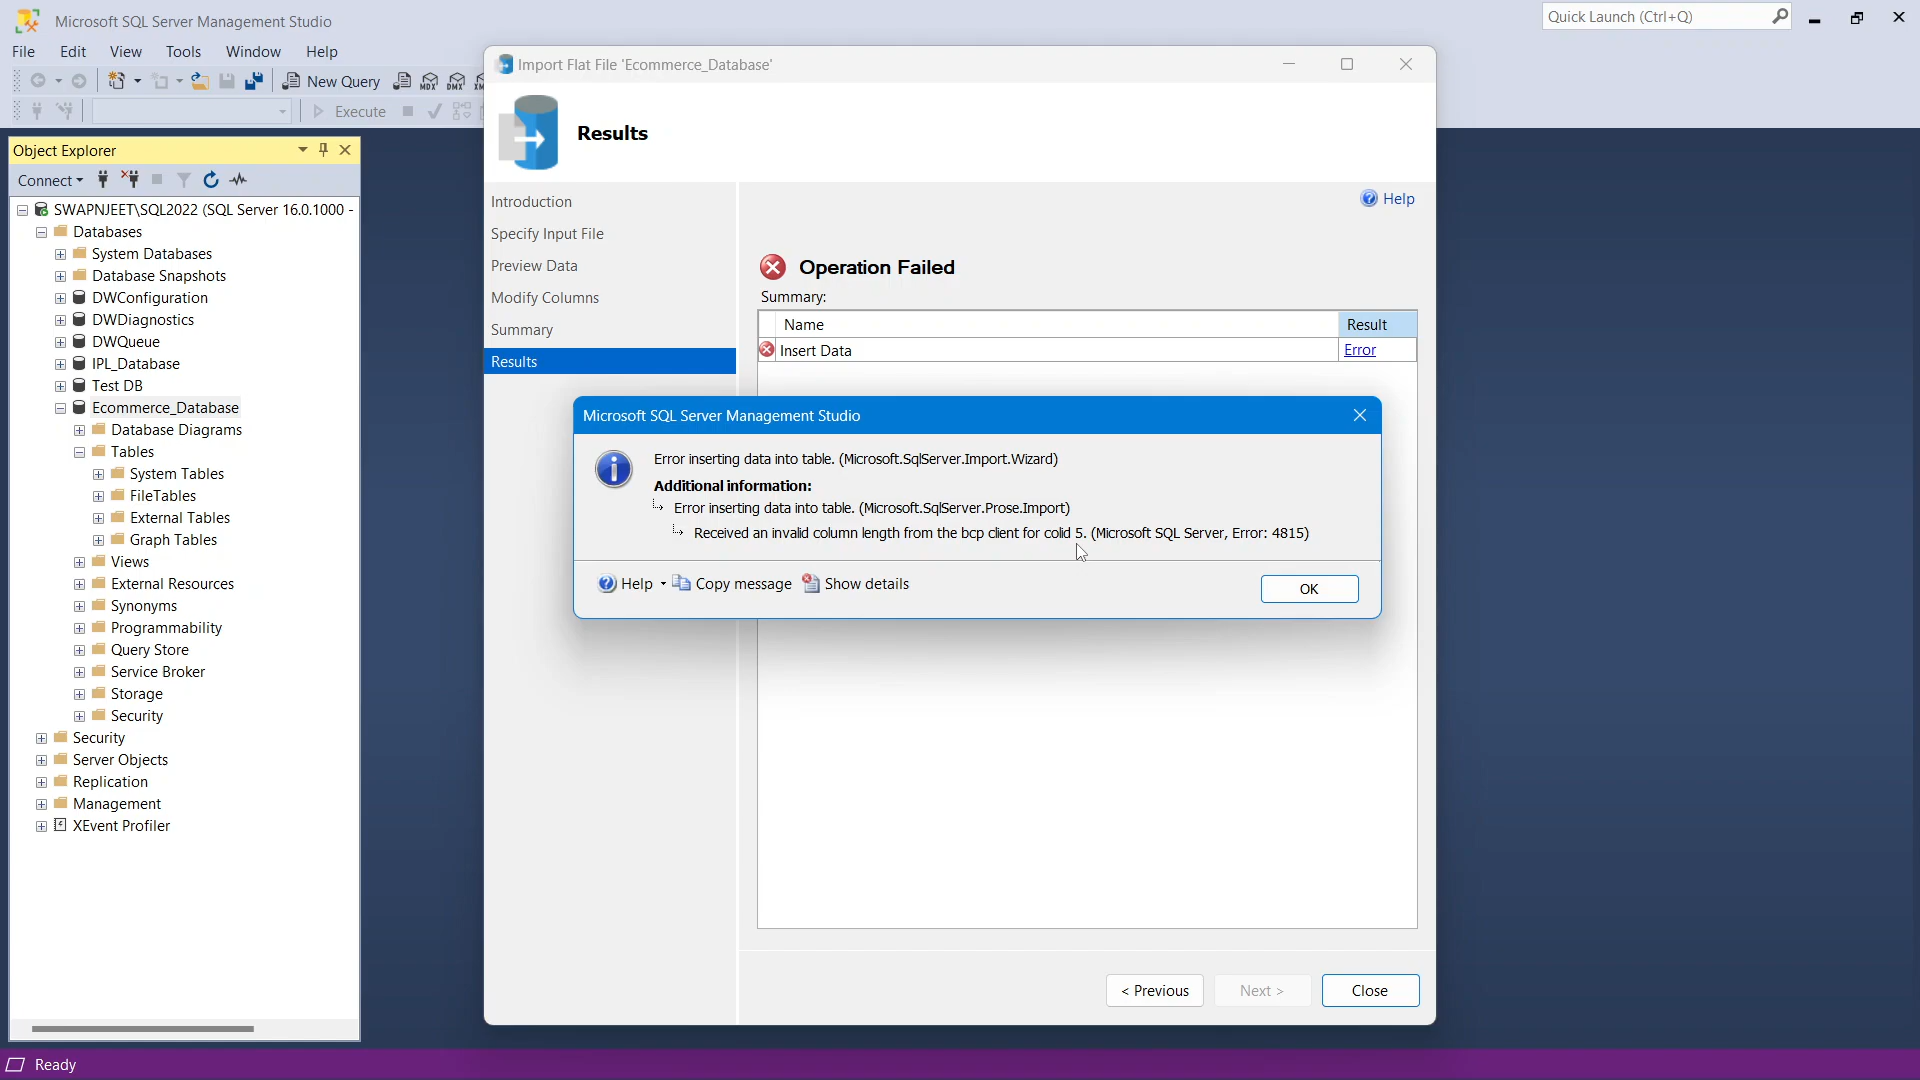 Microsoft SQL Server Management Studio
Quick Launch (Ctrl+Q)
File Edit View Tools Window Help
New Query
MDX DMX XM
Execute
Object Explorer
Connect
SWAPNJEET\SQL2022 (SQL Server 16.0.1000 -
Databases
System Databases
Database Snapshots
DWConfiguration
DWDiagnostics
DWQueue
IPL_Database
Test DB
Ecommerce_Database
Database Diagrams
Tables
System Tables
FileTables
External Tables
Graph Tables
Views
External Resources
Synonyms
Programmability
Query Store
Service Broker
Storage
Security
Security
Server Objects
Replication
Management
XEvent Profiler
Import Flat File 'Ecommerce_Database'
Results
Introduction
Specify Input File
Preview Data
Modify Columns
Summary
Results
Help
Operation Failed
Summary:
Name Result
Insert Data Error
Microsoft SQL Server Management Studio
Error inserting data into table. (Microsoft.SqlServer.Import.Wizard)
Additional information:
Error inserting data into table. (Microsoft.SqlServer.Prose.Import)
Received an invalid column length from the bcp client for colid 5. (Microsoft SQL Server, Error: 4815)
Help Copy message Show details OK
< Previous Next > Close
Ready